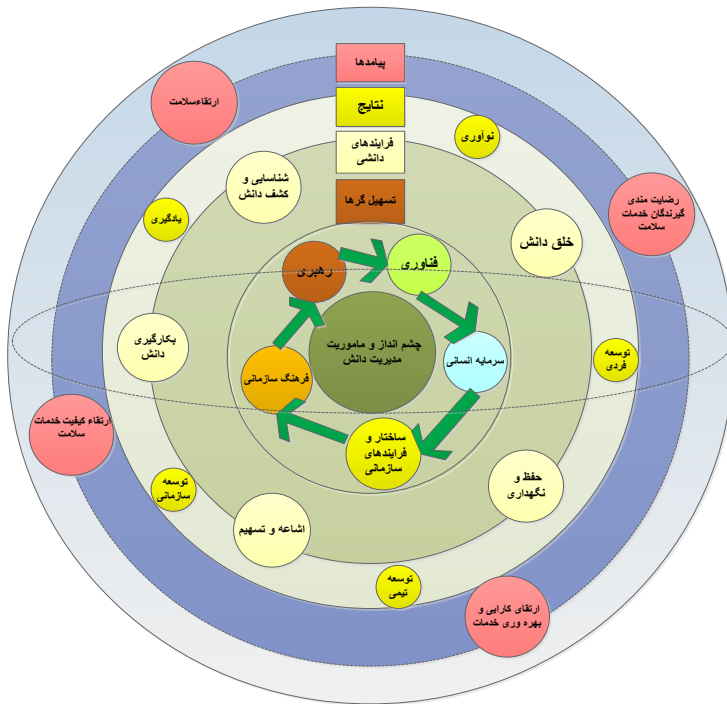 پیامدها
نتایج
فرایندهای
دانشی
تسهیل گرها
ارتقاءسلامت
نوآوری
رضایت مندی
گیرندگان خدمات
سلامت
شناسایی و
کشف دانش
یادگیری
خلق دانش
رهبری
فناوری
چشم انداز و ماموریت
مدیریت دانش
سرمایه انسانی
فرهنگ سازمانی
ساختار و
فرایندهای
سازمانی
بکارگیری
دانش
توسعه
فردی
ارتقاء کیفیت خدمات
سلامت
توسعه
سازمانی
حفظ و
نگهداری
اشاعه و تسهیم
توسعه
تیمی
ارتقای کارایی و
بهره وری خدمات